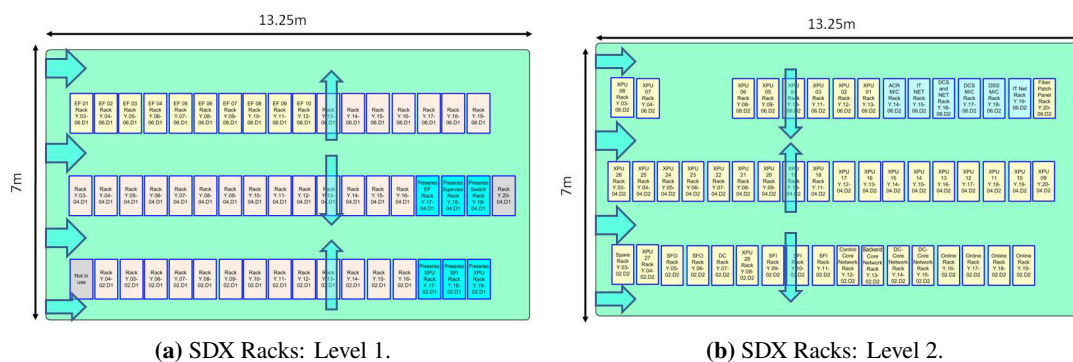 13.25m
7m
EF 01 EF 02 EF 03 EF 04 EF 05 EF 06 EF 07 EF 08 EF 09 EF 10
Rack Rack Rack Rack Rack Rack Rack Rack Rack Rack Rack Rack Rack Rack Rack Rack
Y.03- Y.04- Y.05- Y.06- Y.07- Y.08- Y.09- Y.10- Y.11- Y.12- Y.14- Y.15- Y.16- Y.17- Y.18- Y.19-
06.D1 06.D1 06.D1 06.D1 06.D1 06.D1 06.D1 06.D1 06.D1 06.D1 06.D1 06.D1 06.D1 06.D1 06.D1 06.D1
Preseries Preseries Preseries
EF Supervisor Switch
Rack Rack Rack Rack Rack Rack Rack Rack Rack Rack Rack Rack Rack Rack Rack Rack Rack
Y.03- Y.04- Y.05- Y.06- Y.07- Y.08- Y.09- Y.10- Y.11- Y.12- Y.14- Y.15- Y.16- Y.17- Y.18- Y.19- Y.20-
04.D1 04.D1 04.D1 04.D1 04.D1 04.D1 04.D1 04.D1 04.D1 04.D1 04.D1 04.D1 04.D1 04.D1 04.D1 04.D1 04.D1
Preseries Preseries Preseries
XPU SFI XPU
Not in Rack Rack Rack Rack Rack Rack Rack Rack Rack Rack Rack Rack Rack Rack Rack
use Y.04- Y.05- Y.06- Y.07- Y.08- Y.09- Y.10- Y.11- Y.12- Y.14- Y.15- Y.16- Y.17- Y.18- Y.19-
02.D1 02.D1 02.D1 02.D1 02.D1 02.D1 02.D1 02.D1 02.D1 02.D1 02.D1 02.D1 02.D1 02.D1 02.D1
(a) SDX Racks: Level 1.
13.25m
7m
XPU 08 Rack Y.03-06.D2
XPU 07 Rack Y.04-06.D2
XPU 06 Rack Y.08-06.D2
XPU 05 Rack Y.09-06.D2
XPU 03 Rack Y.11-06.D2
XPU 02 Rack Y.12-06.D2
XPU 01 Rack Y.13-06.D2
ACR M/C Rack Y.14-06.D2
IT NET Rack Y.15-06.D2
DCS and NET Rack Y.16-06.D2
DCS M/C Rack Y.17-06.D2
DSS M/C Rack Y.18-06.D2
IT Net Rack Y.19-06.D2
Fiber Patch Panel Rack Y.20-06.D2
XPU 26 Rack Y.03-04.D2
XPU 25 Rack Y.04-04.D2
XPU 24 Rack Y.05-04.D2
XPU 23 Rack Y.06-04.D2
XPU 22 Rack Y.07-04.D2
XPU 21 Rack Y.08-04.D2
XPU 20 Rack Y.09-04.D2
XPU 19 Rack Y.10-04.D2
XPU 18 Rack Y.11-04.D2
XPU 17 Rack Y.12-04.D2
XPU 16 Rack Y.13-04.D2
XPU 15 Rack Y.14-04.D2
XPU 14 Rack Y.15-04.D2
XPU 13 Rack Y.16-04.D2
XPU 12 Rack Y.17-04.D2
XPU 11 Rack Y.18-04.D2
XPU 10 Rack Y.19-04.D2
XPU 09 Rack Y.20-04.D2
Spare Rack Y.03-02.D2
XPU 27 Rack Y.04-02.D2
SFO Rack Y.05-02.D2
SFO Rack Y.06-02.D2
DC Rack Y.07-02.D2
XPU 28 Rack Y.08-02.D2
SFI Rack Y.09-02.D2
SFI Rack Y.10-02.D2
SFI Rack Y.11-02.D2
Control Core Network Rack Y.12-02.D2
Backend Core Network Rack Y.13-02.D2
DC-Core Network Rack Y.14-02.D2
DC-Core Network Rack Y.15-02.D2
Online Rack Y.16-02.D2
Online Rack Y.17-02.D2
Online Rack Y.18-02.D2
Online Rack Y.19-02.D2
(b) SDX Racks: Level 2.